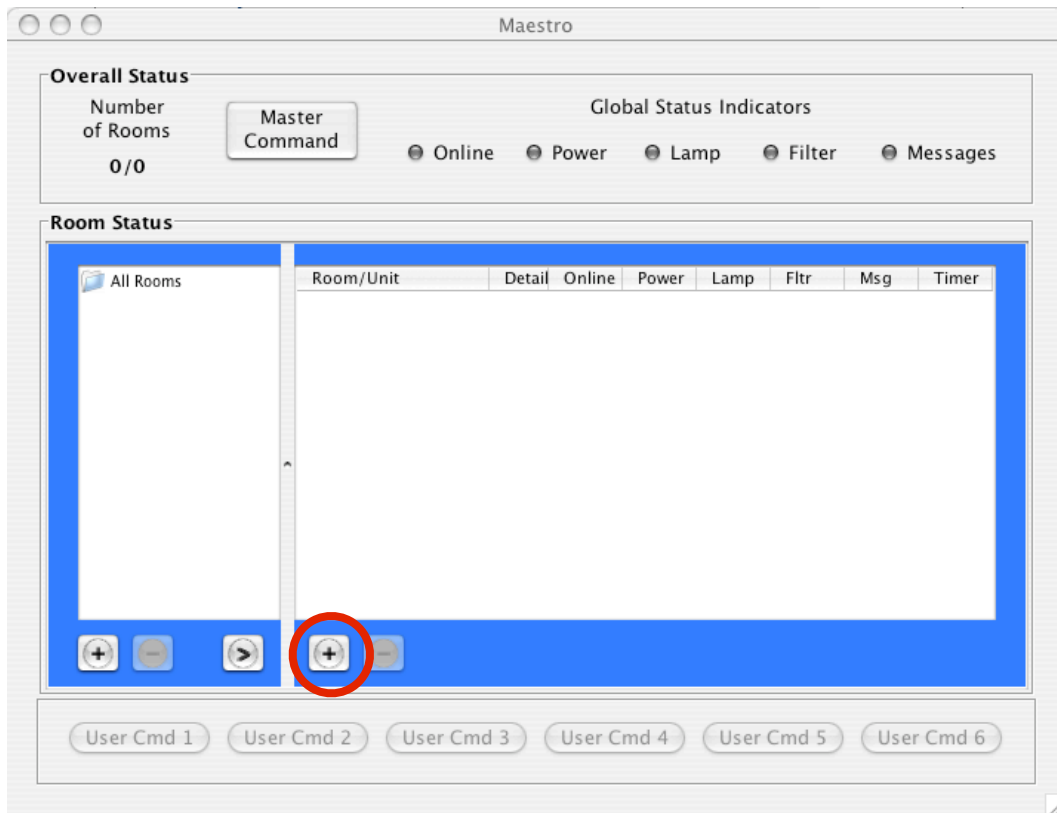 Maestro
Overall Status
Number
of Rooms
0/0
Master
Command
Global Status Indicators
Online Power Lamp Filter Messages
Room Status
All Rooms
Room/Unit Detail Online Power Lamp Fltr Msg Timer
+ − > + −
User Cmd 1 User Cmd 2 User Cmd 3 User Cmd 4 User Cmd 5 User Cmd 6